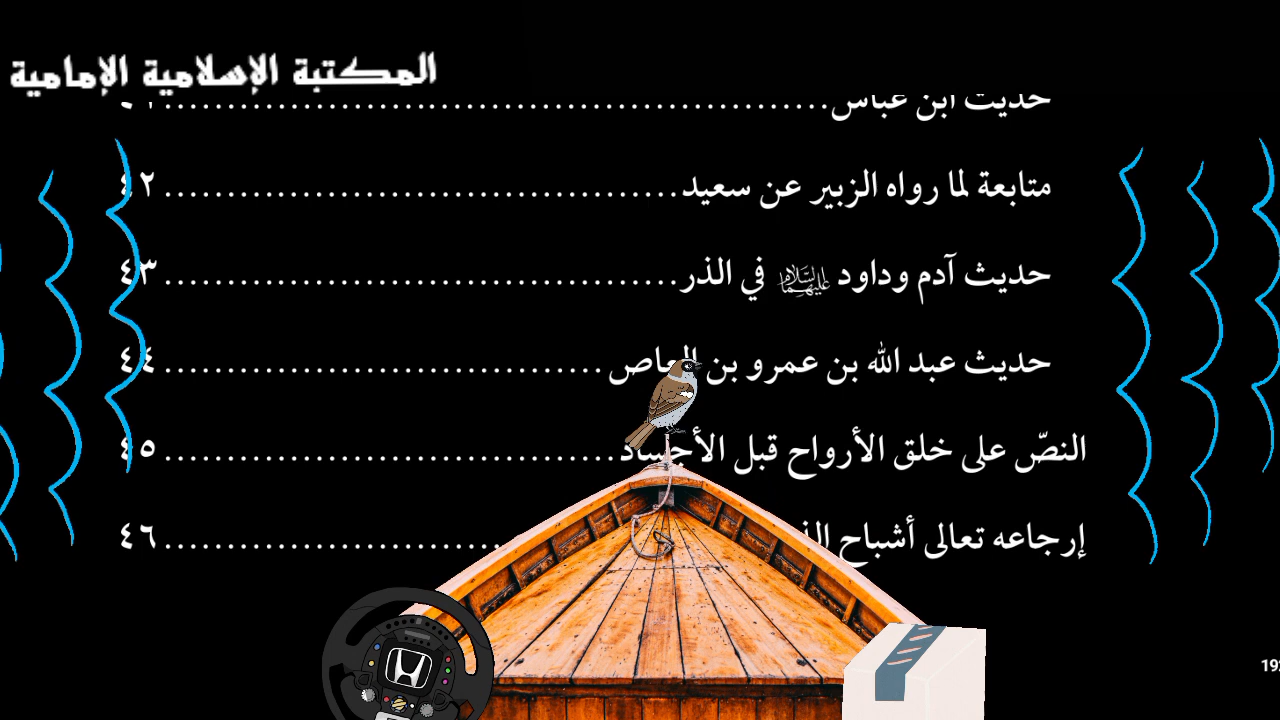 المكتبة الإسلامية الإمامية
حديث ابن عباس
متابعة لما رواه الزبير عن سعيد ٤٢
حديث آدم وداود عليهما السلام في الذر ٤٣
حديث عبد الله بن عمرو بن العاص ٤٤
النصّ على خلق الأرواح قبل الأجساد ٤٥
إرجاعه تعالى أشباح ٤٦